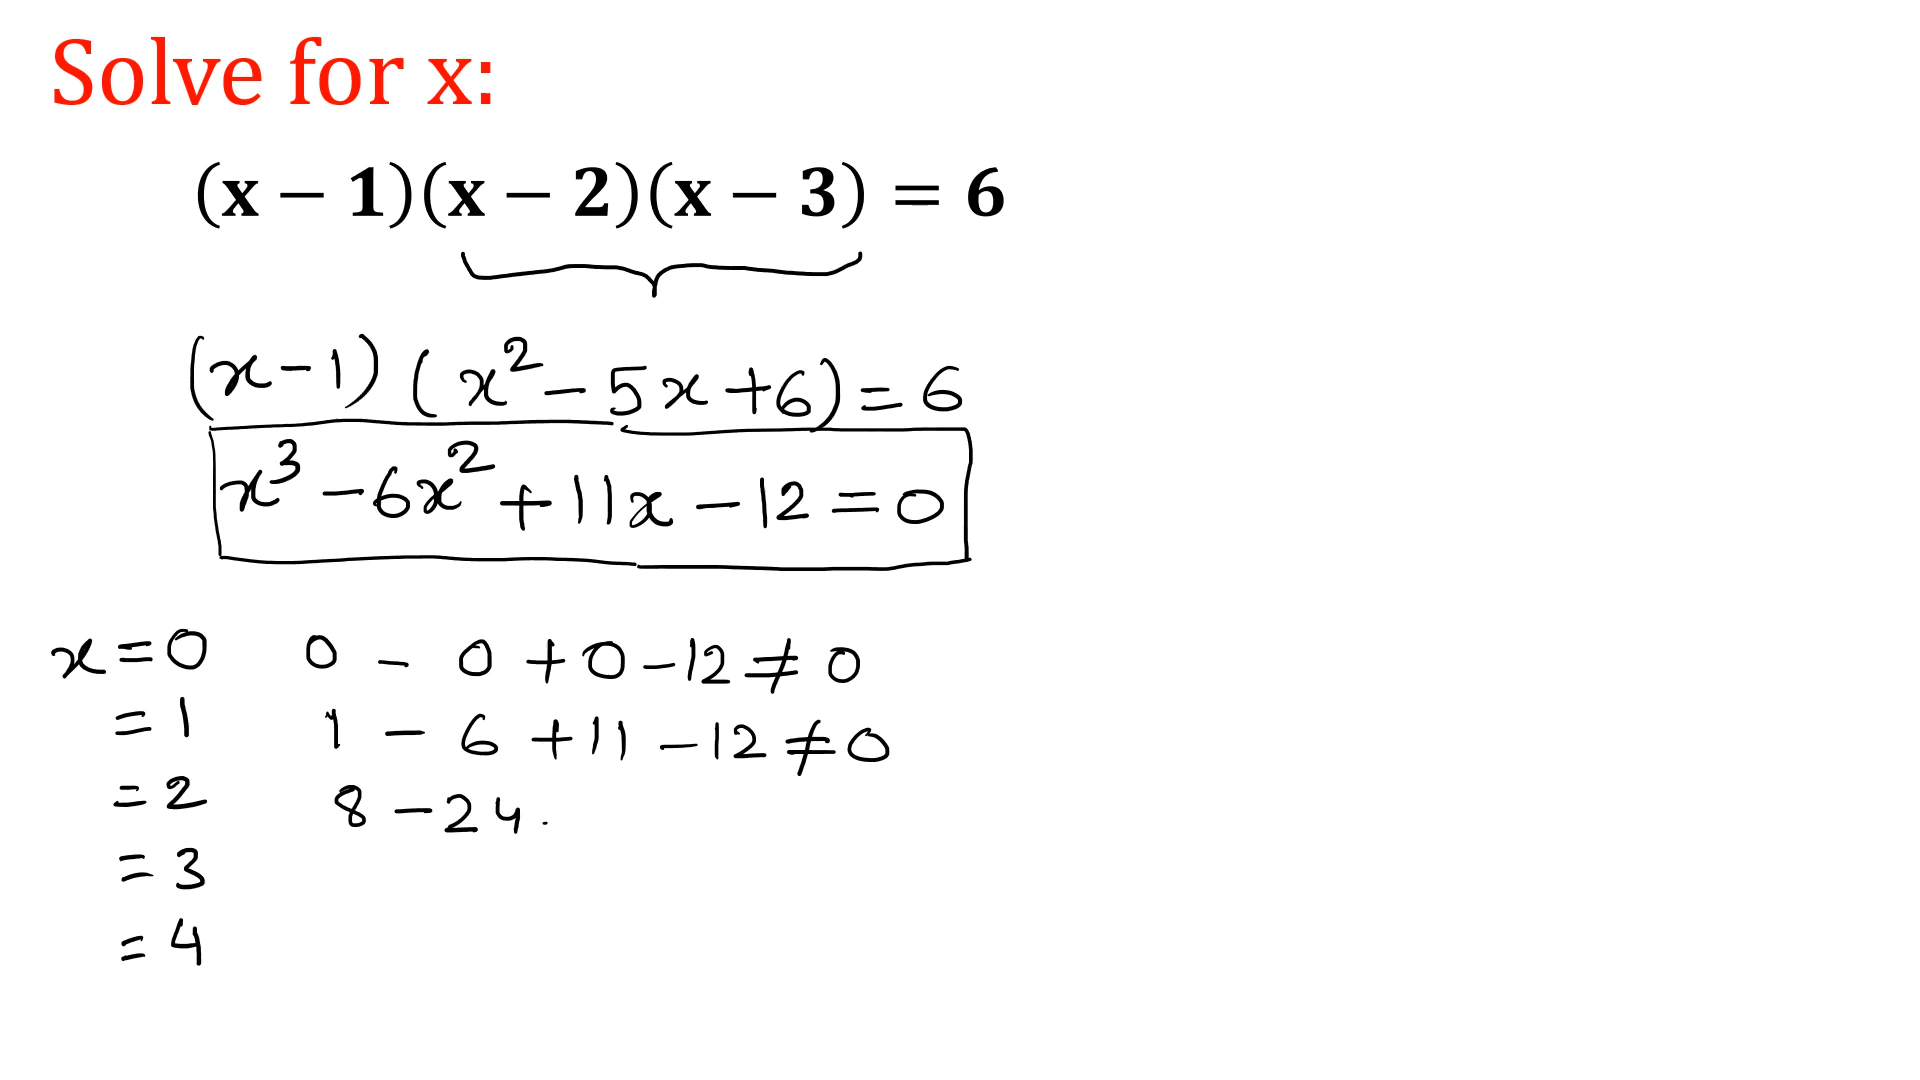 Solve for x:
(x − 1)(x − 2)(x − 3) = 6
(x − 1) (x² − 5x + 6) = 6
x³ − 6x² + 11x − 12 = 0
x = 0 0 − 0 + 0 − 12 ≠ 0
= 1 1 − 6 + 11 − 12 ≠ 0
= 2 8 − 24 .
= 3
= 4